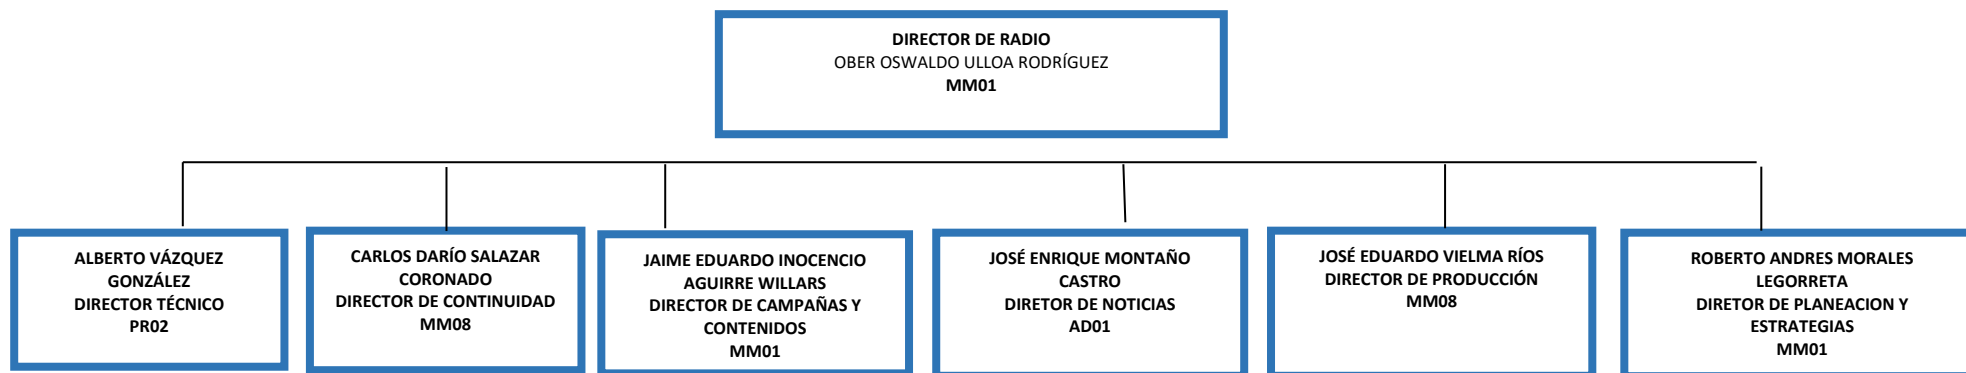 DIRECTOR DE RADIO
OBER OSWALDO ULLOA RODRÍGUEZ
MM01
ALBERTO VÁZQUEZ
GONZÁLEZ
DIRECTOR TÉCNICO
PR02
CARLOS DARÍO SALAZAR
CORONADO
DIRECTOR DE CONTINUIDAD
MM08
JAIME EDUARDO INOCENCIO
AGUIRRE WILLARS
DIRECTOR DE CAMPAÑAS Y
CONTENIDOS
MM01
JOSÉ ENRIQUE MONTAÑO
CASTRO
DIRETOR DE NOTICIAS
AD01
JOSÉ EDUARDO VIELMA RÍOS
DIRECTOR DE PRODUCCIÓN
MM08
ROBERTO ANDRES MORALES
LEGORRETA
DIRETOR DE PLANEACION Y
ESTRATEGIAS
MM01